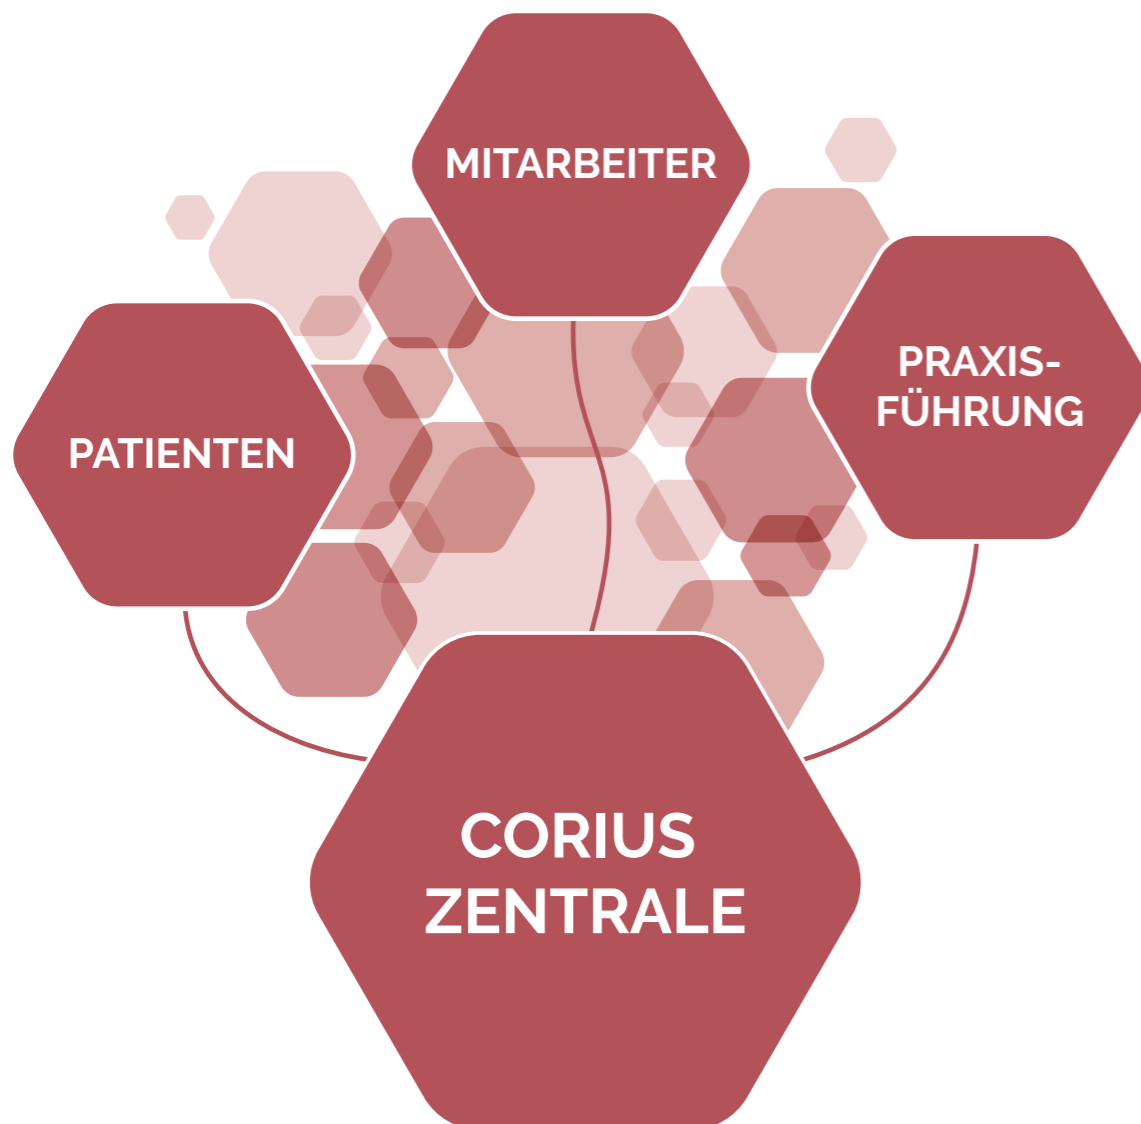 MITARBEITER
PRAXIS-
FÜHRUNG
PATIENTEN
CORIUS
ZENTRALE